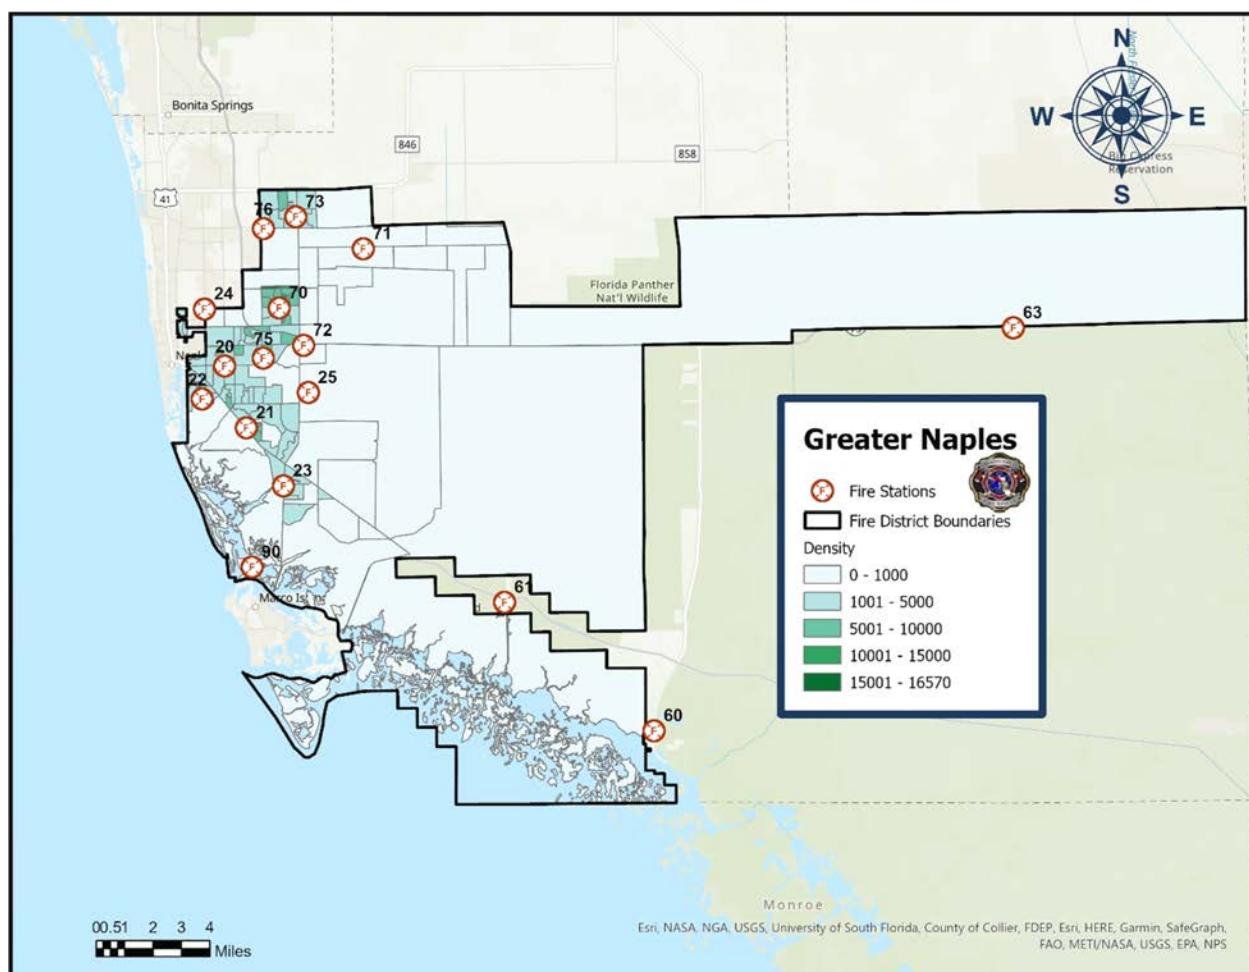 N
W
E
S
North F
Bonita Springs
846
858
Big Cypress
Reservation
41
76
73
71
Florida Panther
Nat'l Wildlife
24
70
63
72
75
20
25
22
21
23
90
Marco Is
61
60
Greater Naples
F Fire Stations
Fire District Boundaries
Density
0 - 1000
1001 - 5000
5001 - 10000
10001 - 15000
15001 - 16570
Monroe
00.51 2 3 4
Miles
Esri, NASA, NGA, USGS, University of South Florida, County of Collier, FDEP, Esri, HERE, Garmin, SafeGraph,
FAO, METI/NASA, USGS, EPA, NPS